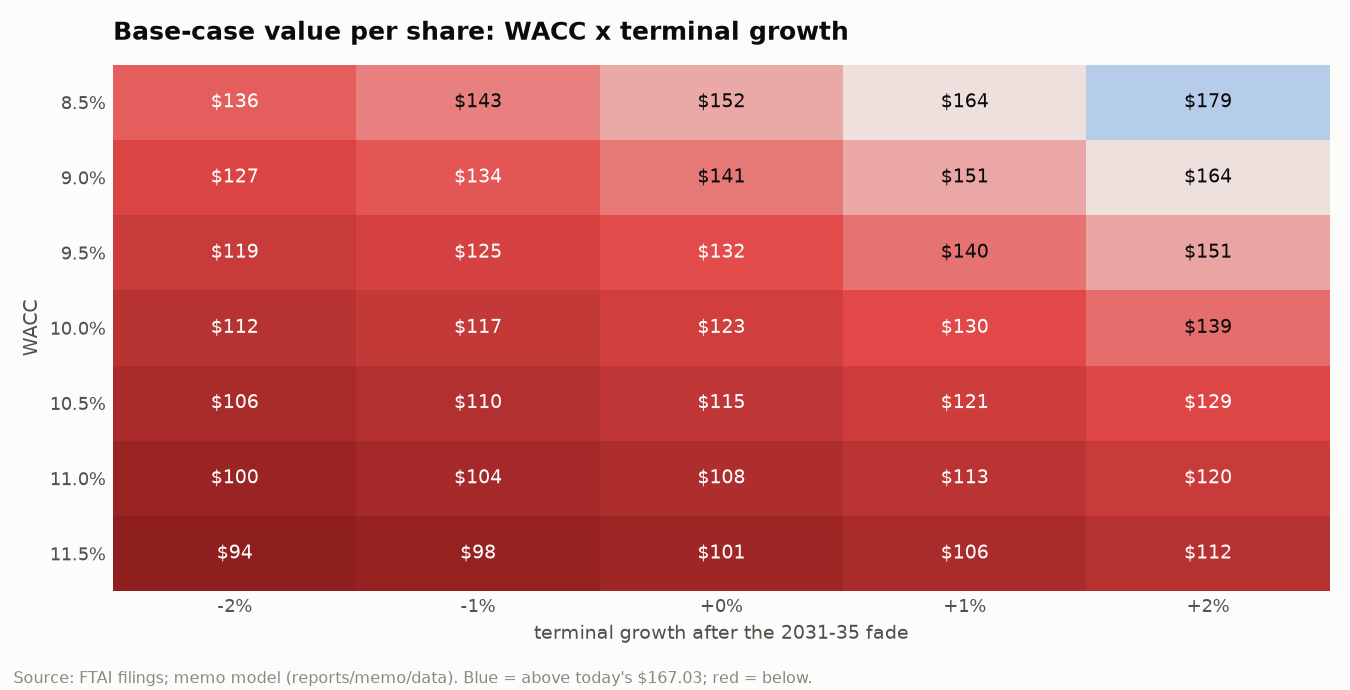 Base-case value per share: WACC x terminal growth
8.5% $136 $143 $152 $164 $179
9.0% $127 $134 $141 $151 $164
9.5% $119 $125 $132 $140 $151
WACC
10.0% $112 $117 $123 $130 $139
10.5% $106 $110 $115 $121 $129
11.0% $100 $104 $108 $113 $120
11.5% $94 $98 $101 $106 $112
-2% -1% +0% +1% +2%
terminal growth after the 2031-35 fade
Source: FTAI filings; memo model (reports/memo/data). Blue = above today's $167.03; red = below.